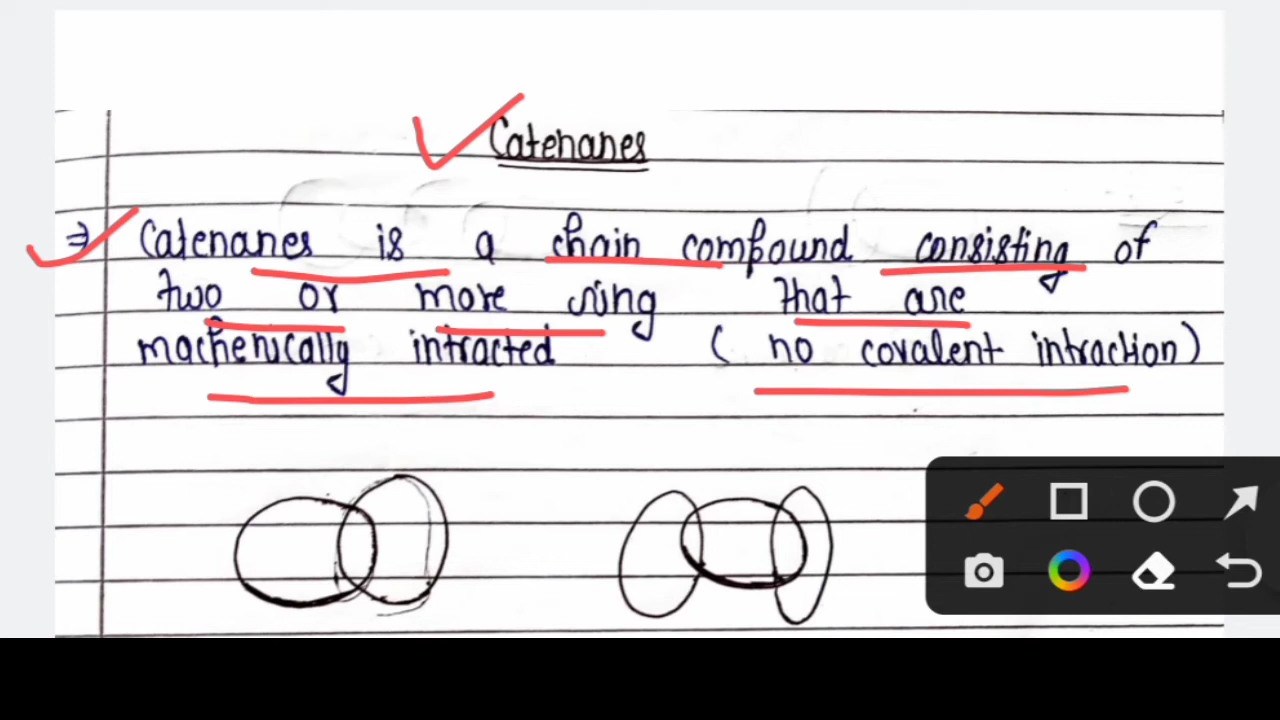 Catenanes
⇒ Catenanes is a chain compound consisting of
two or more ring that are
machenically intracted ( no covalent intraction)